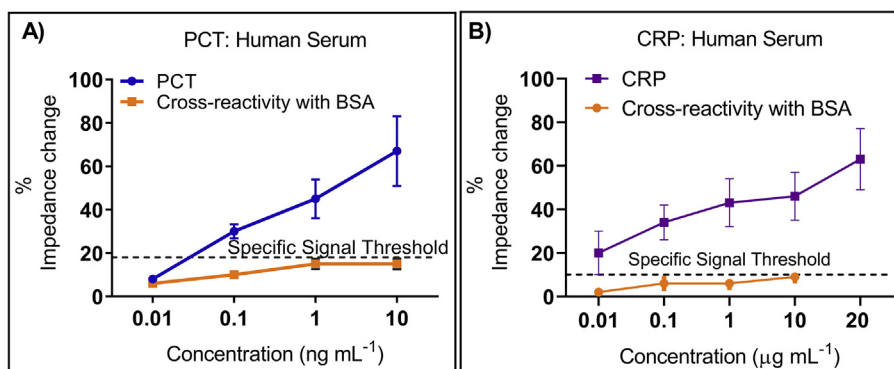 A)
PCT: Human Serum
PCT
Cross-reactivity with BSA
%
Impedance change
100
80
60
40
20
0
Specific Signal Threshold
0.01 0.1 1 10
Concentration (ng mL⁻¹)
B)
CRP: Human Serum
CRP
Cross-reactivity with BSA
%
Impedance change
100
80
60
40
20
0
Specific Signal Threshold
0.01 0.1 1 10 20
Concentration (μg mL⁻¹)